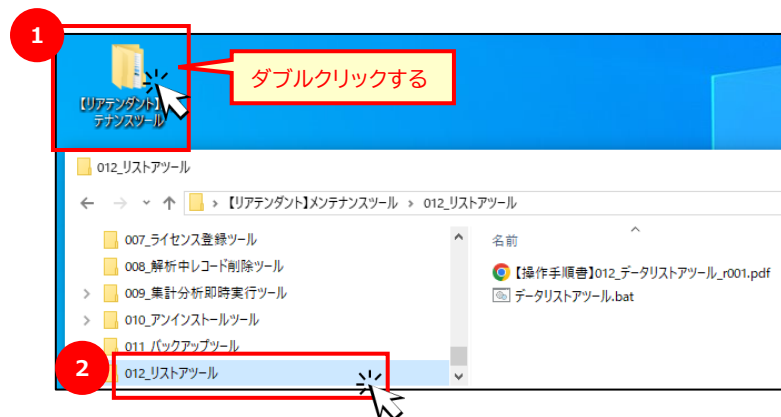 1
ダブルクリックする
【リアテンダント】
テナンスツール
012_リストアツール
【リアテンダント】メンテナンスツール > 012_リストアツール
007_ライセンス登録ツール
名前
008_解析中レコード削除ツール
【操作手順書】012_データリストアツール_r001.pdf
009_集計分析即時実行ツール
データリストアツール.bat
010_アンインストールツール
011_バックアップツール
2
012_リストアツール